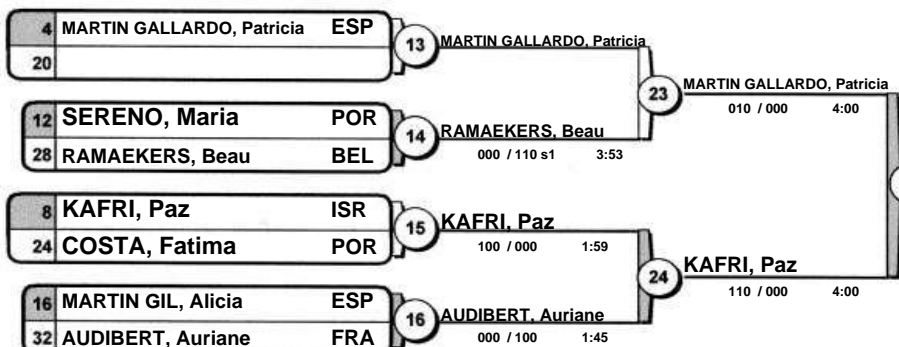 4 MARTIN GALLARDO, Patricia ESP
20
13
MARTIN GALLARDO, Patricia
12 SERENO, Maria POR
28 RAMAEKERS, Beau BEL
14
RAMAEKERS, Beau
000 / 110 s1 3:53
23
MARTIN GALLARDO, Patricia
010 / 000 4:00
8 KAFRI, Paz ISR
24 COSTA, Fatima POR
15
KAFRI, Paz
100 / 000 1:59
16 MARTIN GIL, Alicia ESP
32 AUDIBERT, Auriane FRA
16
AUDIBERT, Auriane
000 / 100 1:45
24
KAFRI, Paz
110 / 000 4:00